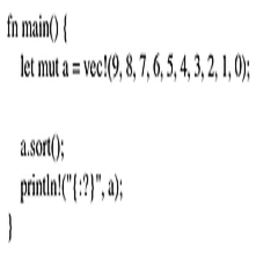 fn main() {
let mut a = vec!(9, 8, 7, 6, 5, 4, 3, 2, 1, 0);
a.sort();
println!("{:?}", a);
}